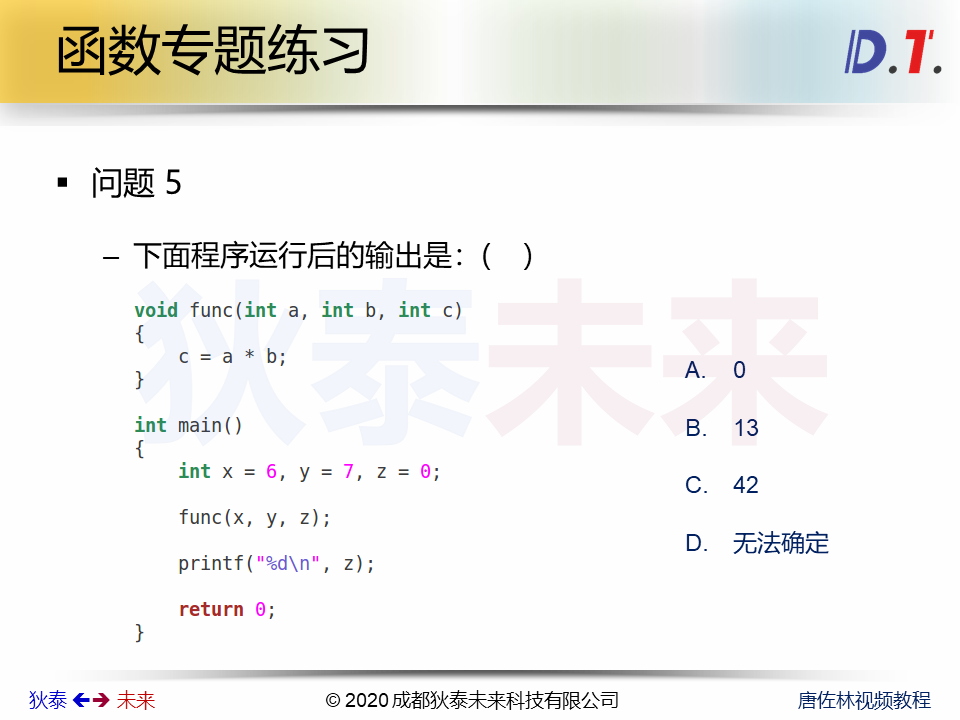 函数专题练习
D.T.
▪ 问题 5
– 下面程序运行后的输出是：( )
void func(int a, int b, int c)
{
    c = a * b;
}
int main()
{
    int x = 6, y = 7, z = 0;
    func(x, y, z);
    printf("%d\n", z);
    return 0;
}
A. 0
B. 13
C. 42
D. 无法确定
狄泰未来
狄泰 未来
© 2020 成都狄泰未来科技有限公司
唐佐林视频教程